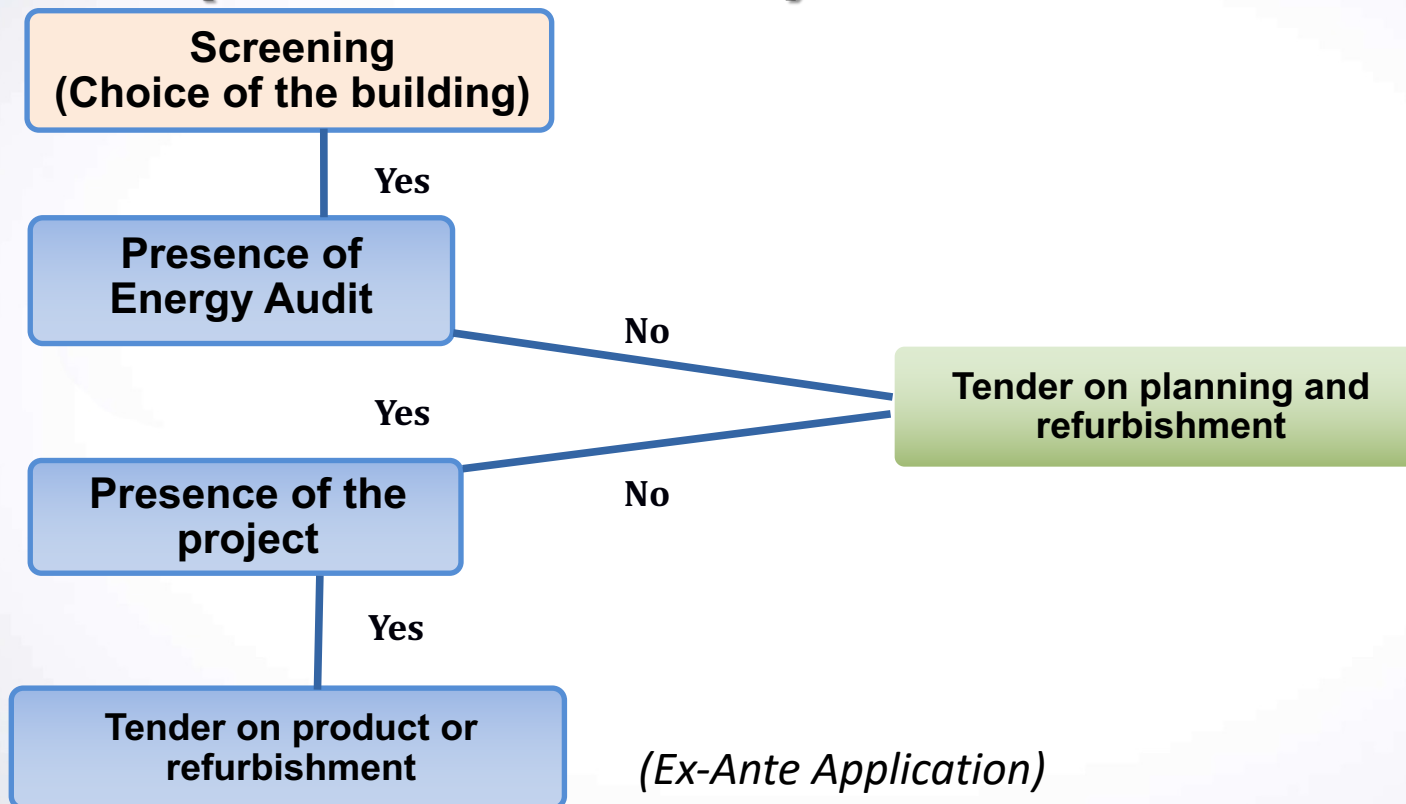 Screening
(Choice of the building)
Yes
Presence of
Energy Audit
No
Tender on planning and
refurbishment
Yes
Presence of the
project
No
Yes
Tender on product or
refurbishment
(Ex-Ante Application)